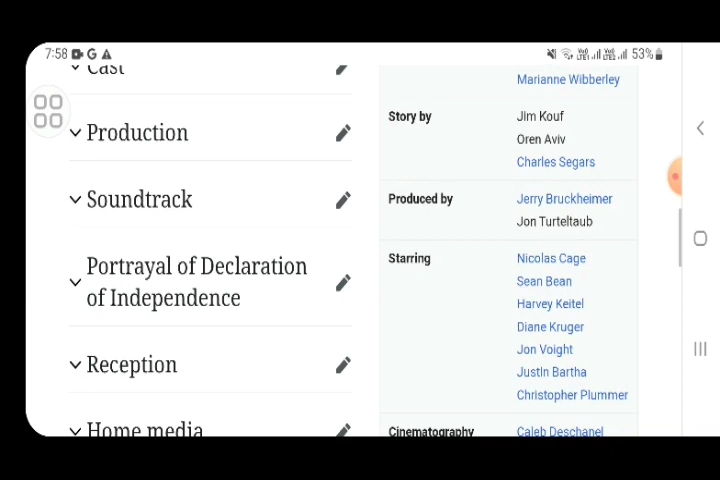 7:58 G
53%
Cast
Production
Soundtrack
Portrayal of Declaration
of Independence
Reception
Home media
Marianne Wibberley
Story by
Jim Kouf
Oren Aviv
Charles Segars
Produced by
Jerry Bruckheimer
Jon Turteltaub
Starring
Nicolas Cage
Sean Bean
Harvey Keitel
Diane Kruger
Jon Voight
Justin Bartha
Christopher Plummer
Cinematography
Caleb Deschanel